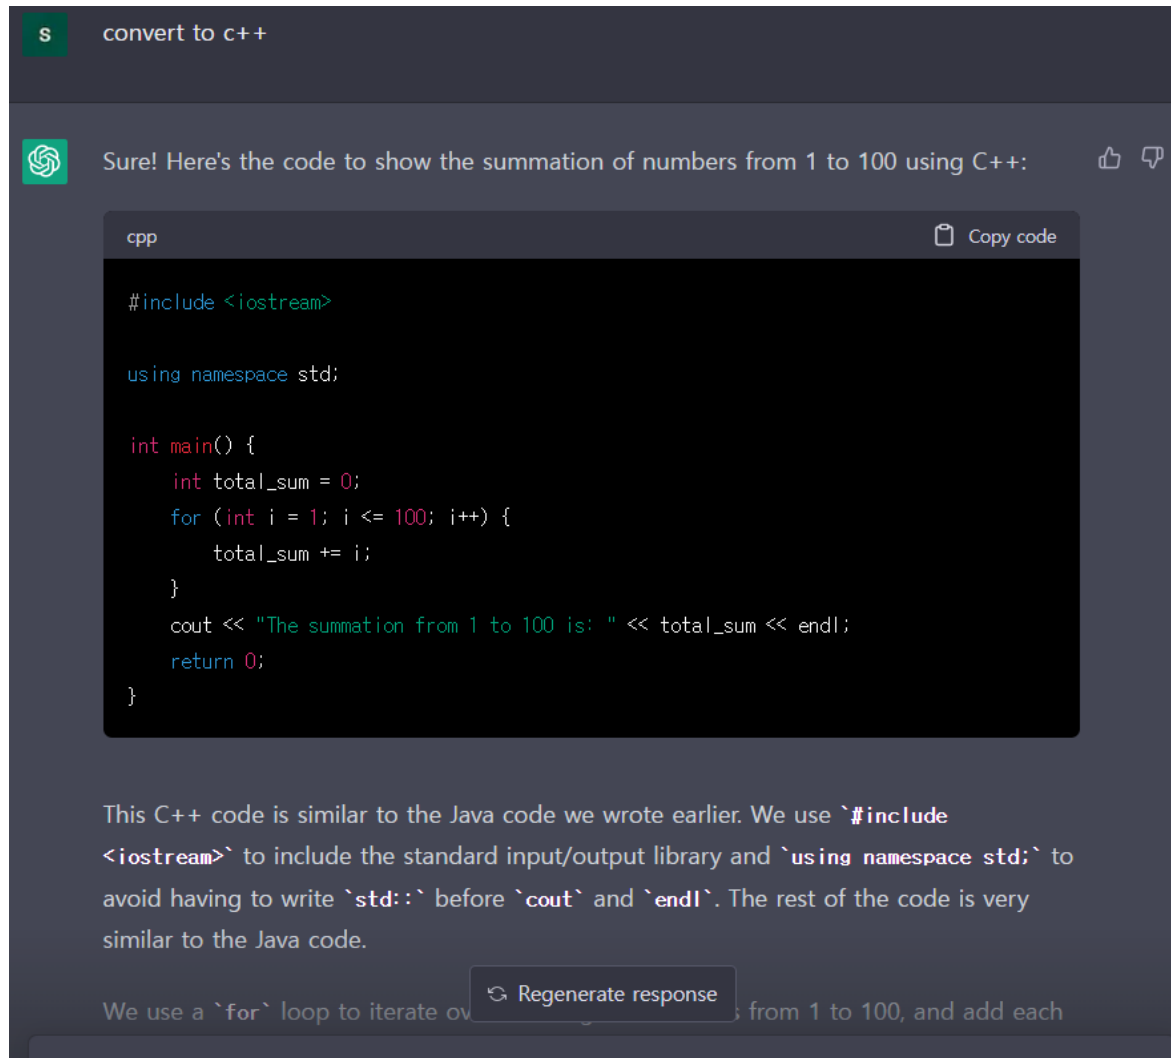 S convert to c++
Sure! Here's the code to show the summation of numbers from 1 to 100 using C++:
cpp Copy code
#include <iostream>
using namespace std;
int main() {
    int total_sum = 0;
    for (int i = 1; i <= 100; i++) {
        total_sum += i;
    }
    cout << "The summation from 1 to 100 is: " << total_sum << endl;
    return 0;
}
This C++ code is similar to the Java code we wrote earlier. We use `#include
<iostream>` to include the standard input/output library and `using namespace std;` to
avoid having to write `std::` before `cout` and `endl`. The rest of the code is very
similar to the Java code.
Regenerate response
We use a `for` loop to iterate from 1 to 100, and add each